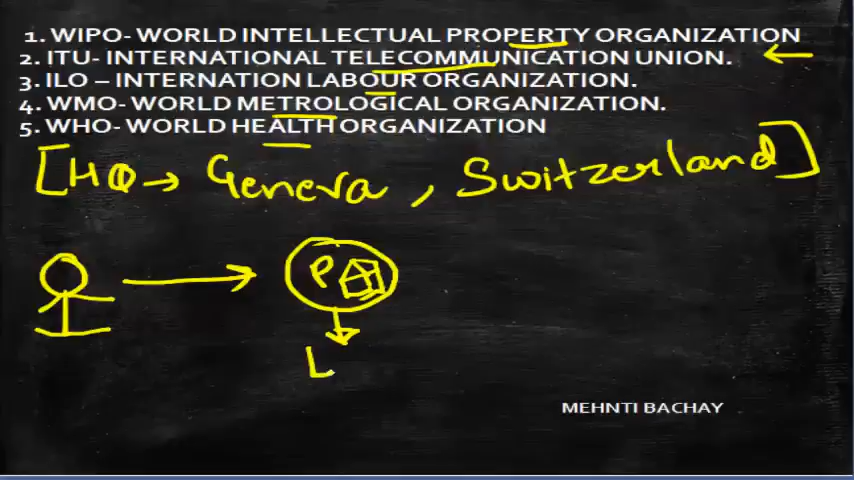 1. WIPO- WORLD INTELLECTUAL PROPERTY ORGANIZATION
2. ITU- INTERNATIONAL TELECOMMUNICATION UNION.
3. ILO – INTERNATION LABOUR ORGANIZATION.
4. WMO- WORLD METROLOGICAL ORGANIZATION.
5. WHO- WORLD HEALTH ORGANIZATION
[HQ → Geneva, Switzerland]
P
L
MEHNTI BACHAY